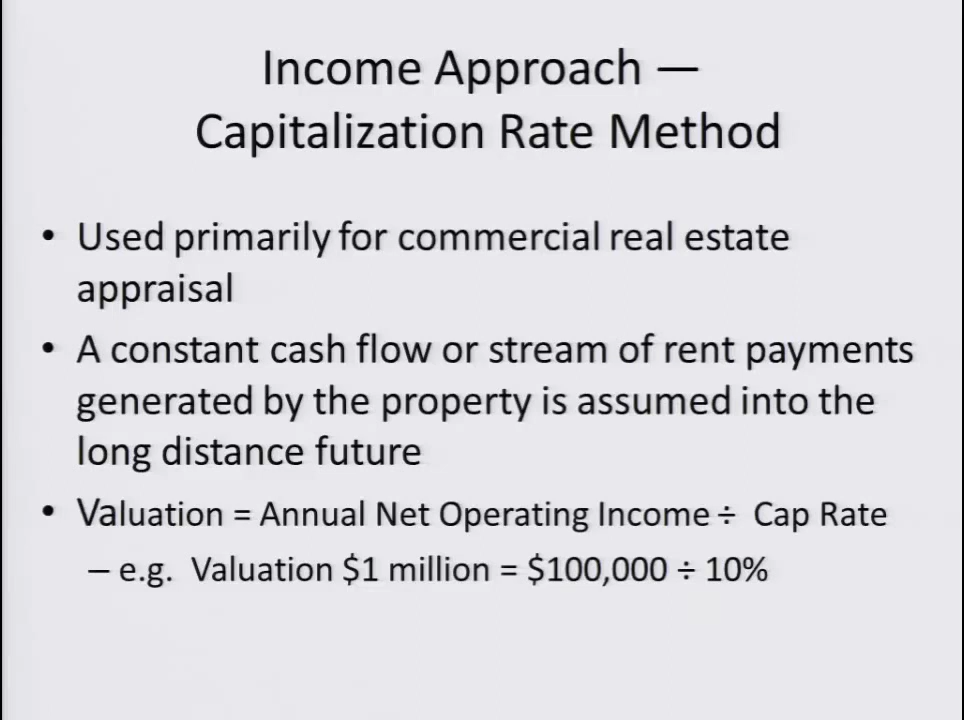 Income Approach —
Capitalization Rate Method
• Used primarily for commercial real estate
appraisal
• A constant cash flow or stream of rent payments
generated by the property is assumed into the
long distance future
• Valuation = Annual Net Operating Income ÷ Cap Rate
– e.g. Valuation $1 million = $100,000 ÷ 10%